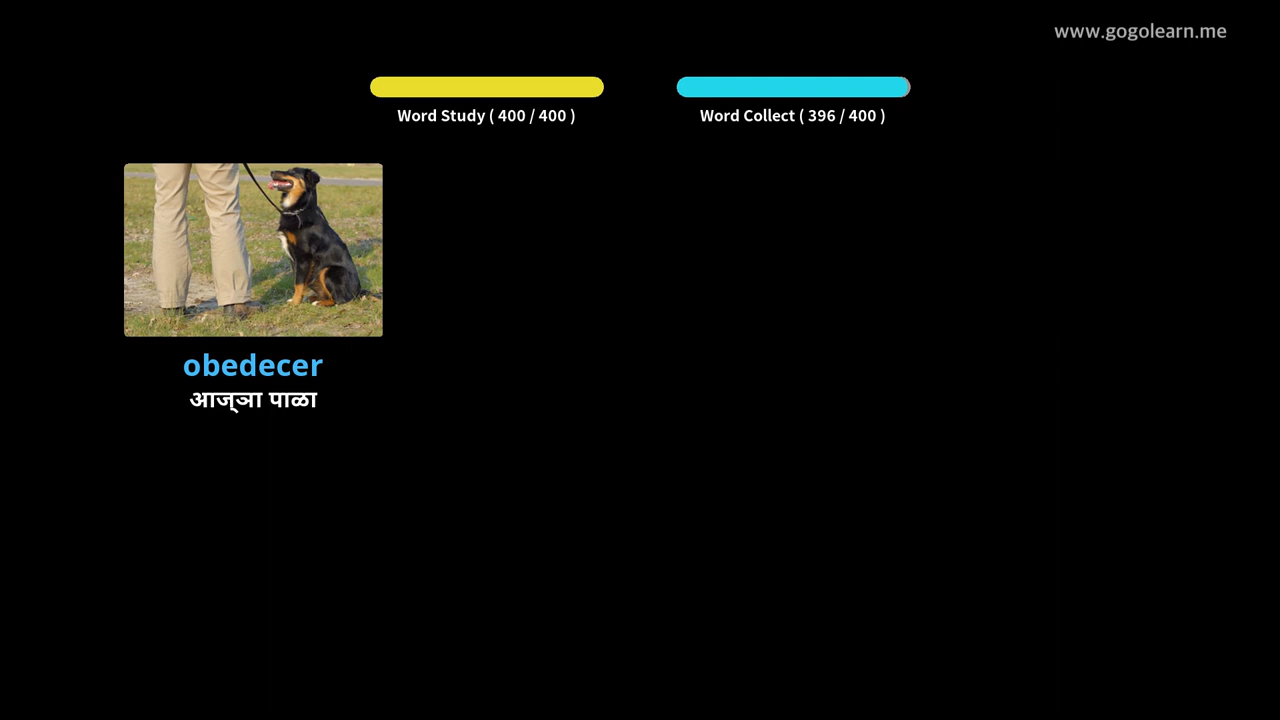 www.gogolearn.me
Word Study ( 400 / 400 )
Word Collect ( 396 / 400 )
obedecer
आज्ञा पाळा